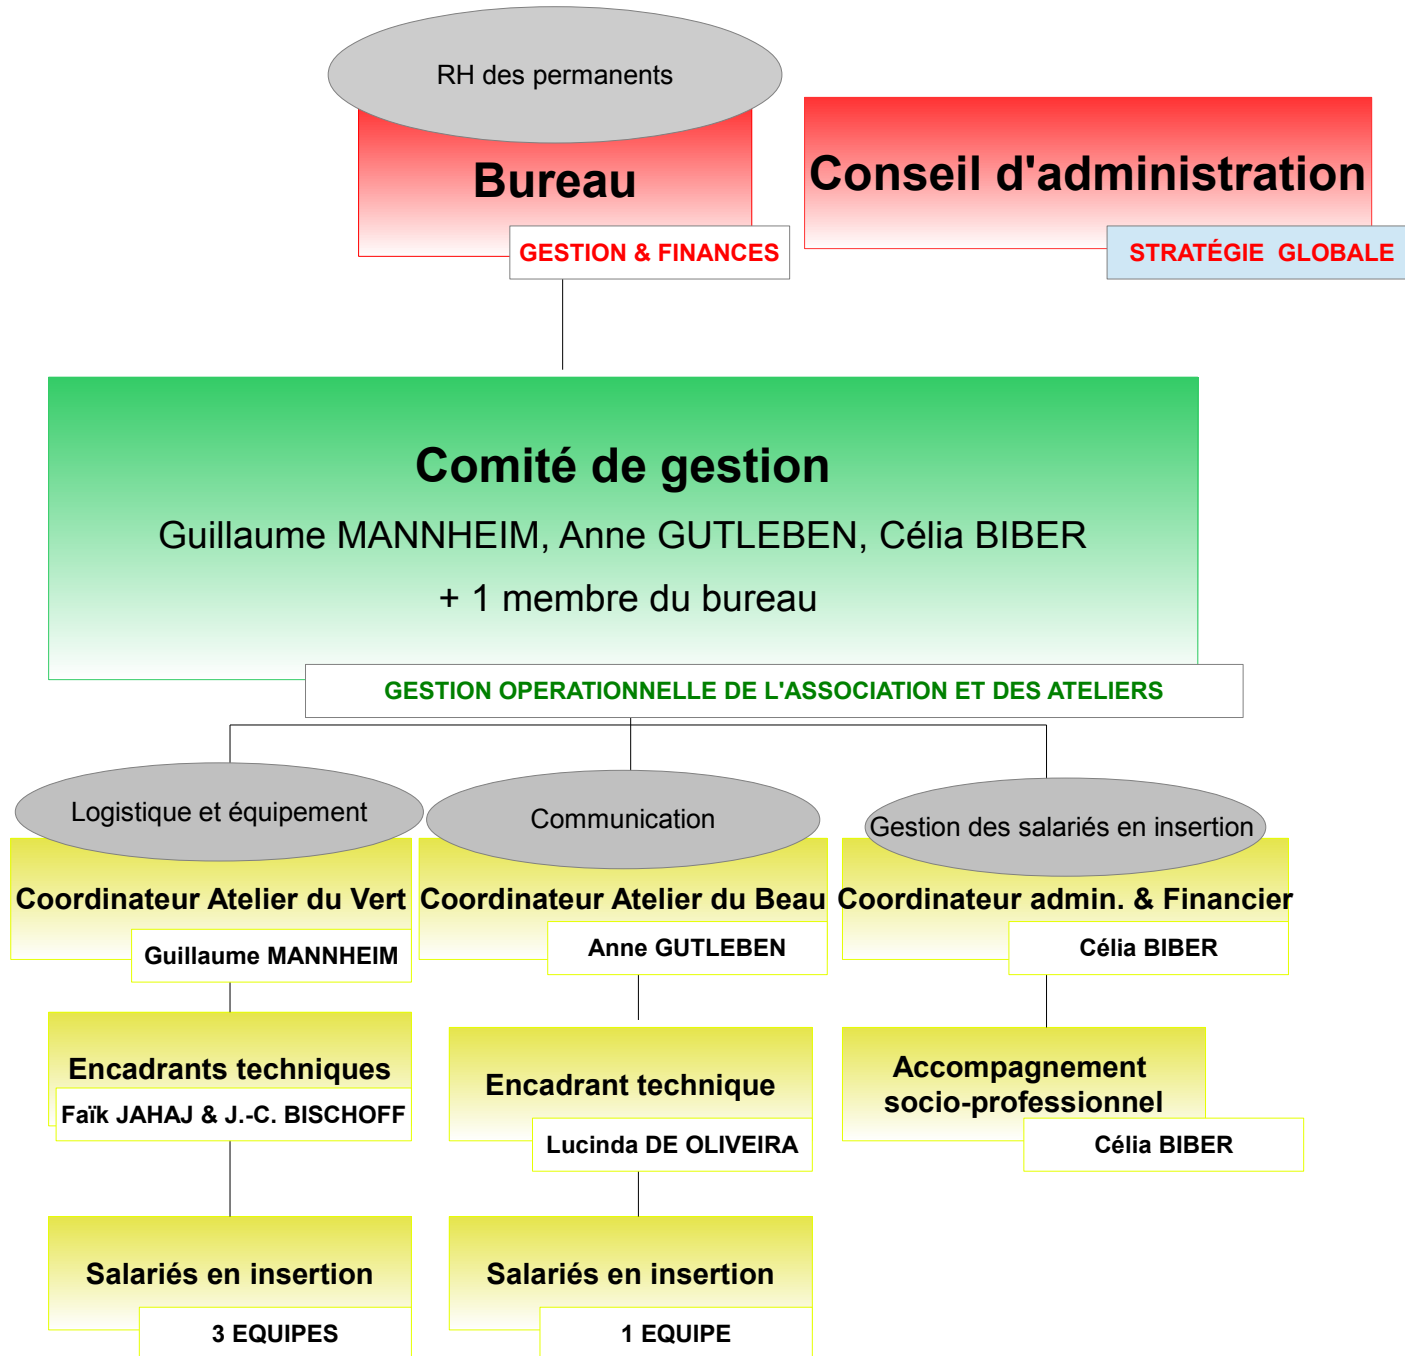 RH des permanents
Bureau
GESTION & FINANCES
Conseil d'administration
STRATÉGIE GLOBALE
Comité de gestion
Guillaume MANNHEIM, Anne GUTLEBEN, Célia BIBER
+ 1 membre du bureau
GESTION OPERATIONNELLE DE L'ASSOCIATION ET DES ATELIERS
Logistique et équipement
Coordinateur Atelier du Vert
Guillaume MANNHEIM
Encadrants techniques
Faïk JAHAJ & J.-C. BISCHOFF
Salariés en insertion
3 EQUIPES
Communication
Coordinateur Atelier du Beau
Anne GUTLEBEN
Encadrant technique
Lucinda DE OLIVEIRA
Salariés en insertion
1 EQUIPE
Gestion des salariés en insertion
Coordinateur admin. & Financier
Célia BIBER
Accompagnement
socio-professionnel
Célia BIBER